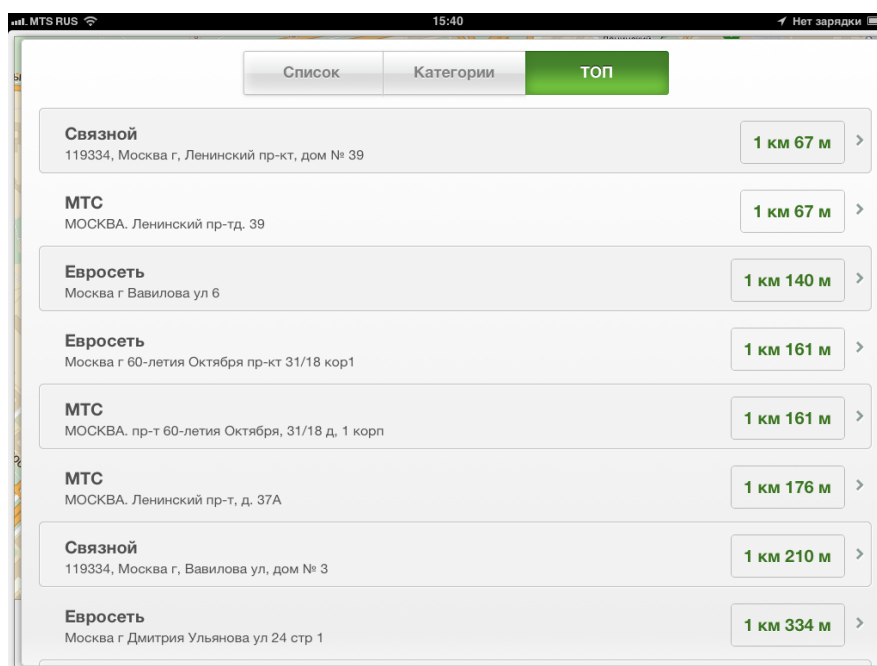 MTS RUS 15:40 Нет зарядки
Список Категории ТОП
Связной
119334, Москва г, Ленинский пр-кт, дом № 39
1 км 67 м
МТС
МОСКВА. Ленинский пр-тд. 39
1 км 67 м
Евросеть
Москва г Вавилова ул 6
1 км 140 м
Евросеть
Москва г 60-летия Октября пр-кт 31/18 кор1
1 км 161 м
МТС
МОСКВА. пр-т 60-летия Октября, 31/18 д, 1 корп
1 км 161 м
МТС
МОСКВА. Ленинский пр-т, д. 37А
1 км 176 м
Связной
119334, Москва г, Вавилова ул, дом № 3
1 км 210 м
Евросеть
Москва г Дмитрия Ульянова ул 24 стр 1
1 км 334 м